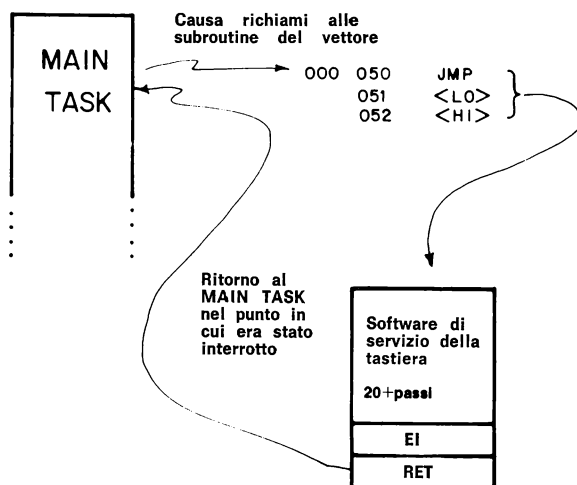 Causa richiami alle
subroutine del vettore
MAIN
TASK
000 050 JMP
051 <LO>
052 <HI>
Ritorno al
MAIN TASK
nel punto in
cui era stato
interrotto
Software di
servizio della
tastiera
20+passi
EI
RET